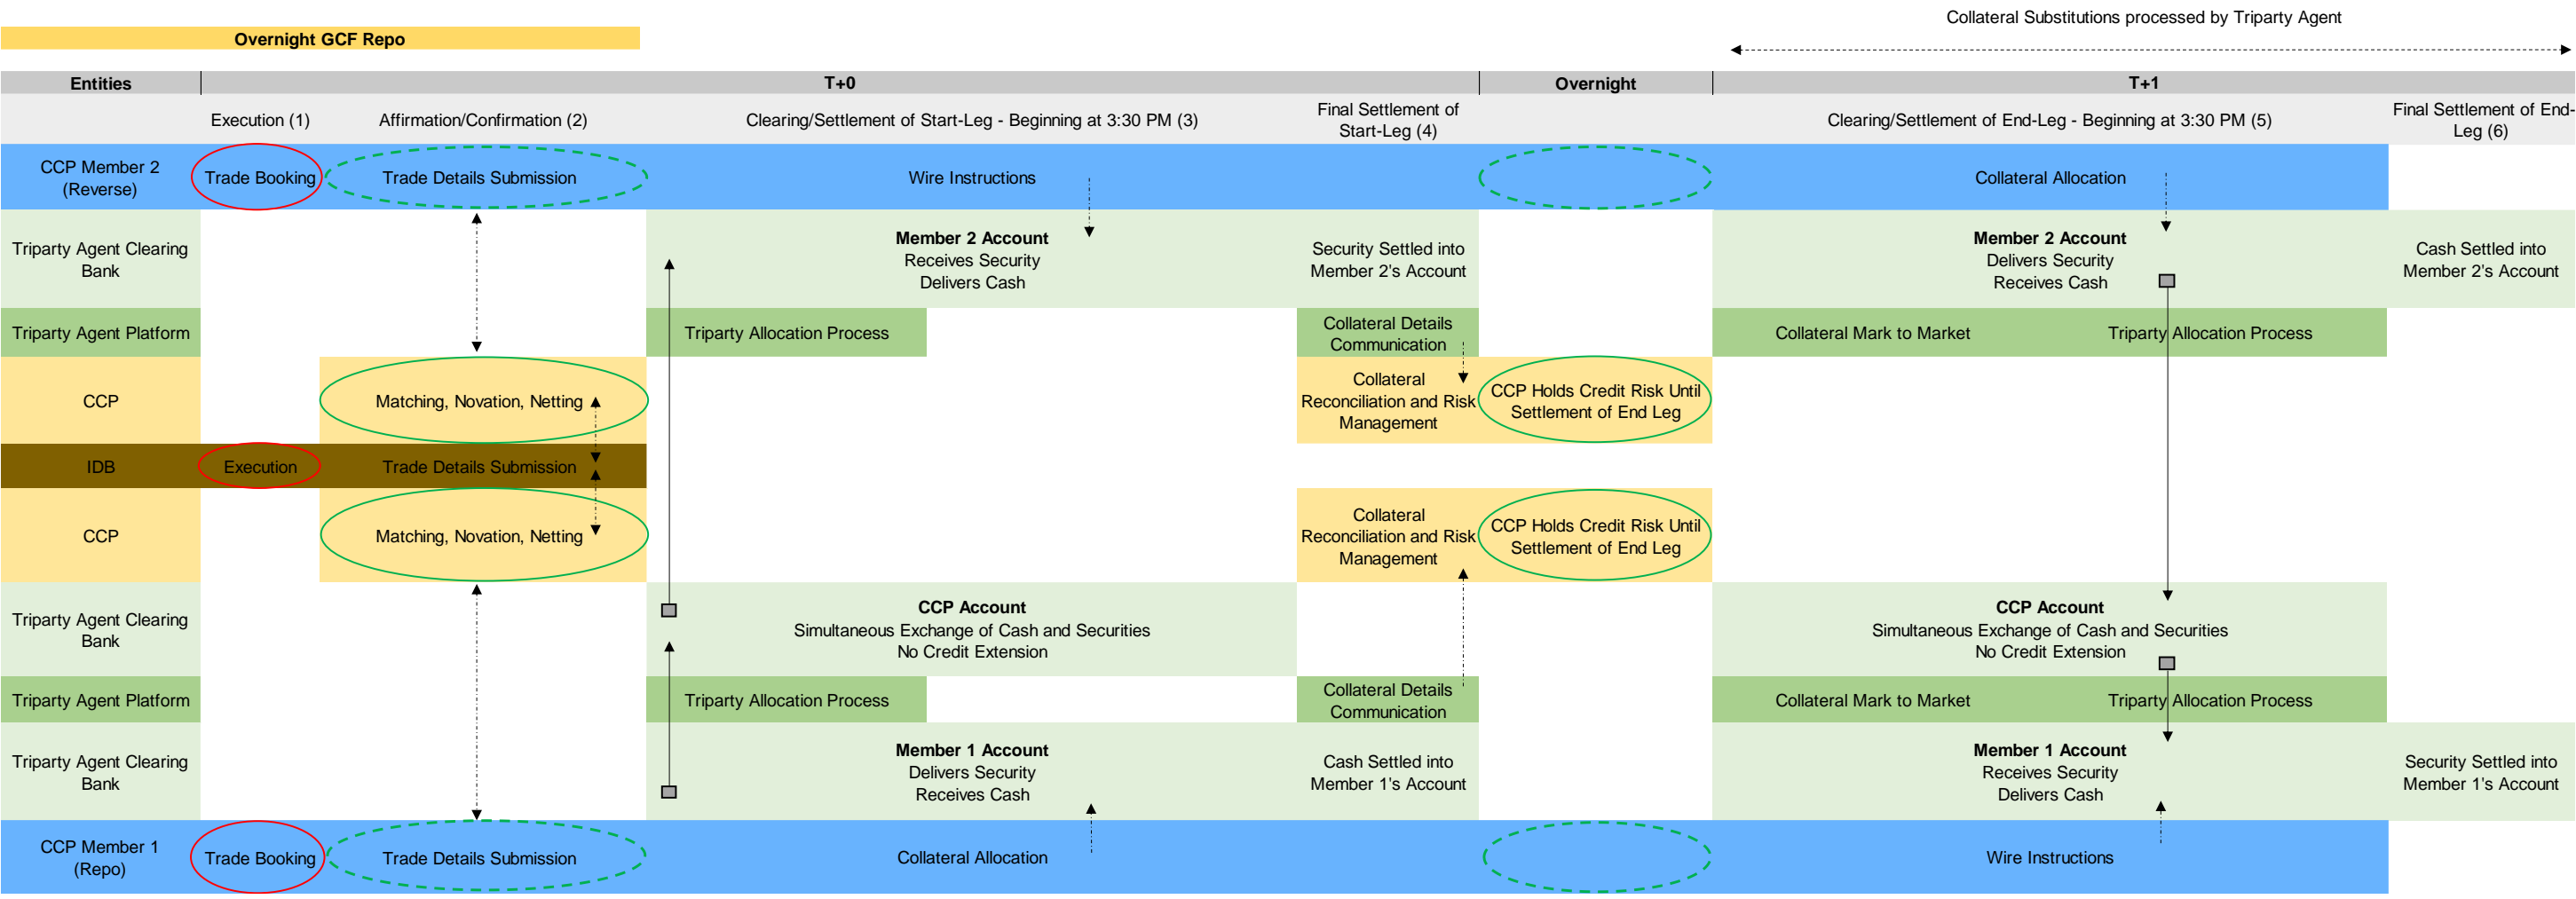 Collateral Substitutions processed by Triparty Agent
Overnight GCF Repo
Entities
T+0
Overnight
T+1
Execution (1)
Affirmation/Confirmation (2)
Clearing/Settlement of Start-Leg - Beginning at 3:30 PM (3)
Final Settlement of
Start-Leg (4)
Clearing/Settlement of End-Leg - Beginning at 3:30 PM (5)
Final Settlement of End-
Leg (6)
CCP Member 2
(Reverse)
Trade Booking
Trade Details Submission
Wire Instructions
Collateral Allocation
Triparty Agent Clearing
Bank
Member 2 Account
Receives Security
Delivers Cash
Security Settled into
Member 2's Account
Member 2 Account
Delivers Security
Receives Cash
Cash Settled into
Member 2's Account
Triparty Agent Platform
Triparty Allocation Process
Collateral Details
Communication
Collateral Mark to Market
Triparty Allocation Process
CCP
Matching, Novation, Netting
Collateral
Reconciliation and Risk
Management
CCP Holds Credit Risk Until
Settlement of End Leg
IDB
Execution
Trade Details Submission
CCP
Matching, Novation, Netting
Collateral
Reconciliation and Risk
Management
CCP Holds Credit Risk Until
Settlement of End Leg
Triparty Agent Clearing
Bank
CCP Account
Simultaneous Exchange of Cash and Securities
No Credit Extension
CCP Account
Simultaneous Exchange of Cash and Securities
No Credit Extension
Triparty Agent Platform
Triparty Allocation Process
Collateral Details
Communication
Collateral Mark to Market
Triparty Allocation Process
Triparty Agent Clearing
Bank
Member 1 Account
Delivers Security
Receives Cash
Cash Settled into
Member 1's Account
Member 1 Account
Receives Security
Delivers Cash
Security Settled into
Member 1's Account
CCP Member 1
(Repo)
Trade Booking
Trade Details Submission
Collateral Allocation
Wire Instructions